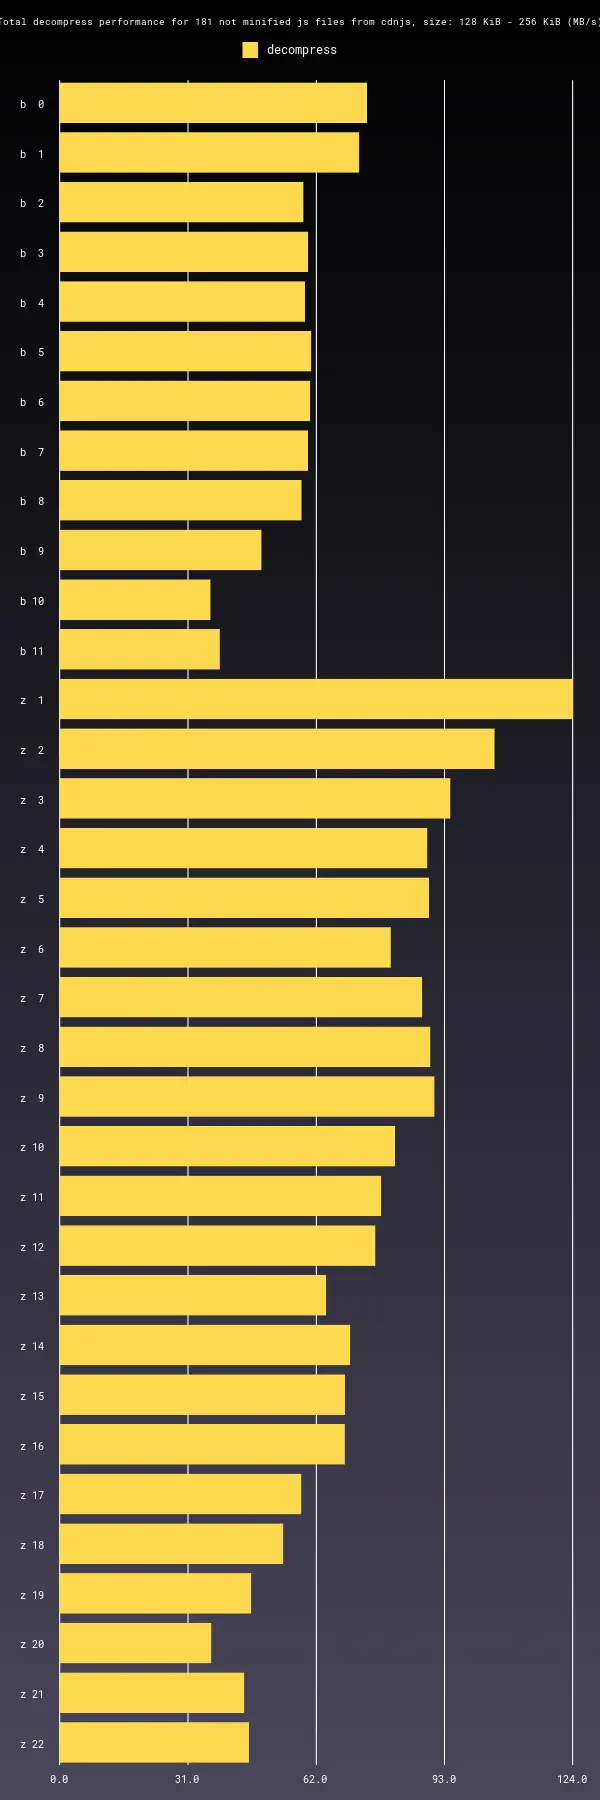 Total decompress performance for 181 not minified js files from cdnjs, size: 128 KiB - 256 KiB (MB/s)
decompress
b 0
b 1
b 2
b 3
b 4
b 5
b 6
b 7
b 8
b 9
b 10
b 11
z 1
z 2
z 3
z 4
z 5
z 6
z 7
z 8
z 9
z 10
z 11
z 12
z 13
z 14
z 15
z 16
z 17
z 18
z 19
z 20
z 21
z 22
0.0 31.0 62.0 93.0 124.0